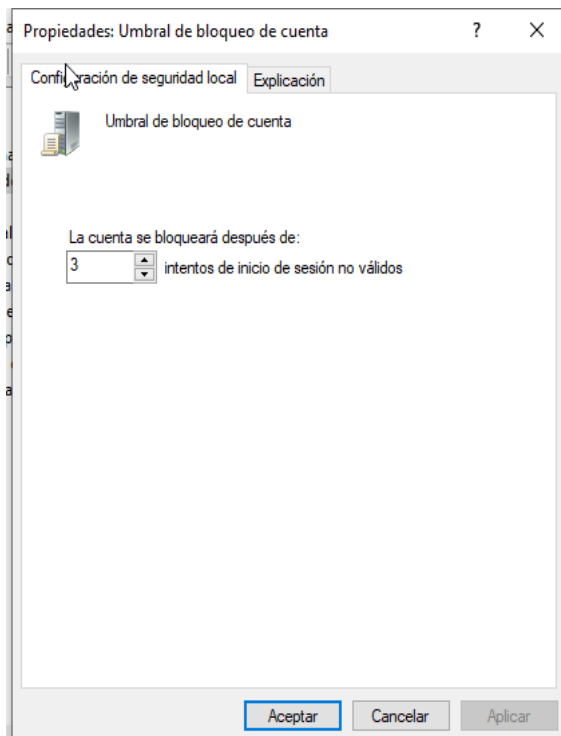 Propiedades: Umbral de bloqueo de cuenta ? ×
Configuración de seguridad local Explicación
Umbral de bloqueo de cuenta
La cuenta se bloqueará después de:
3 intentos de inicio de sesión no válidos
Aceptar Cancelar Aplicar